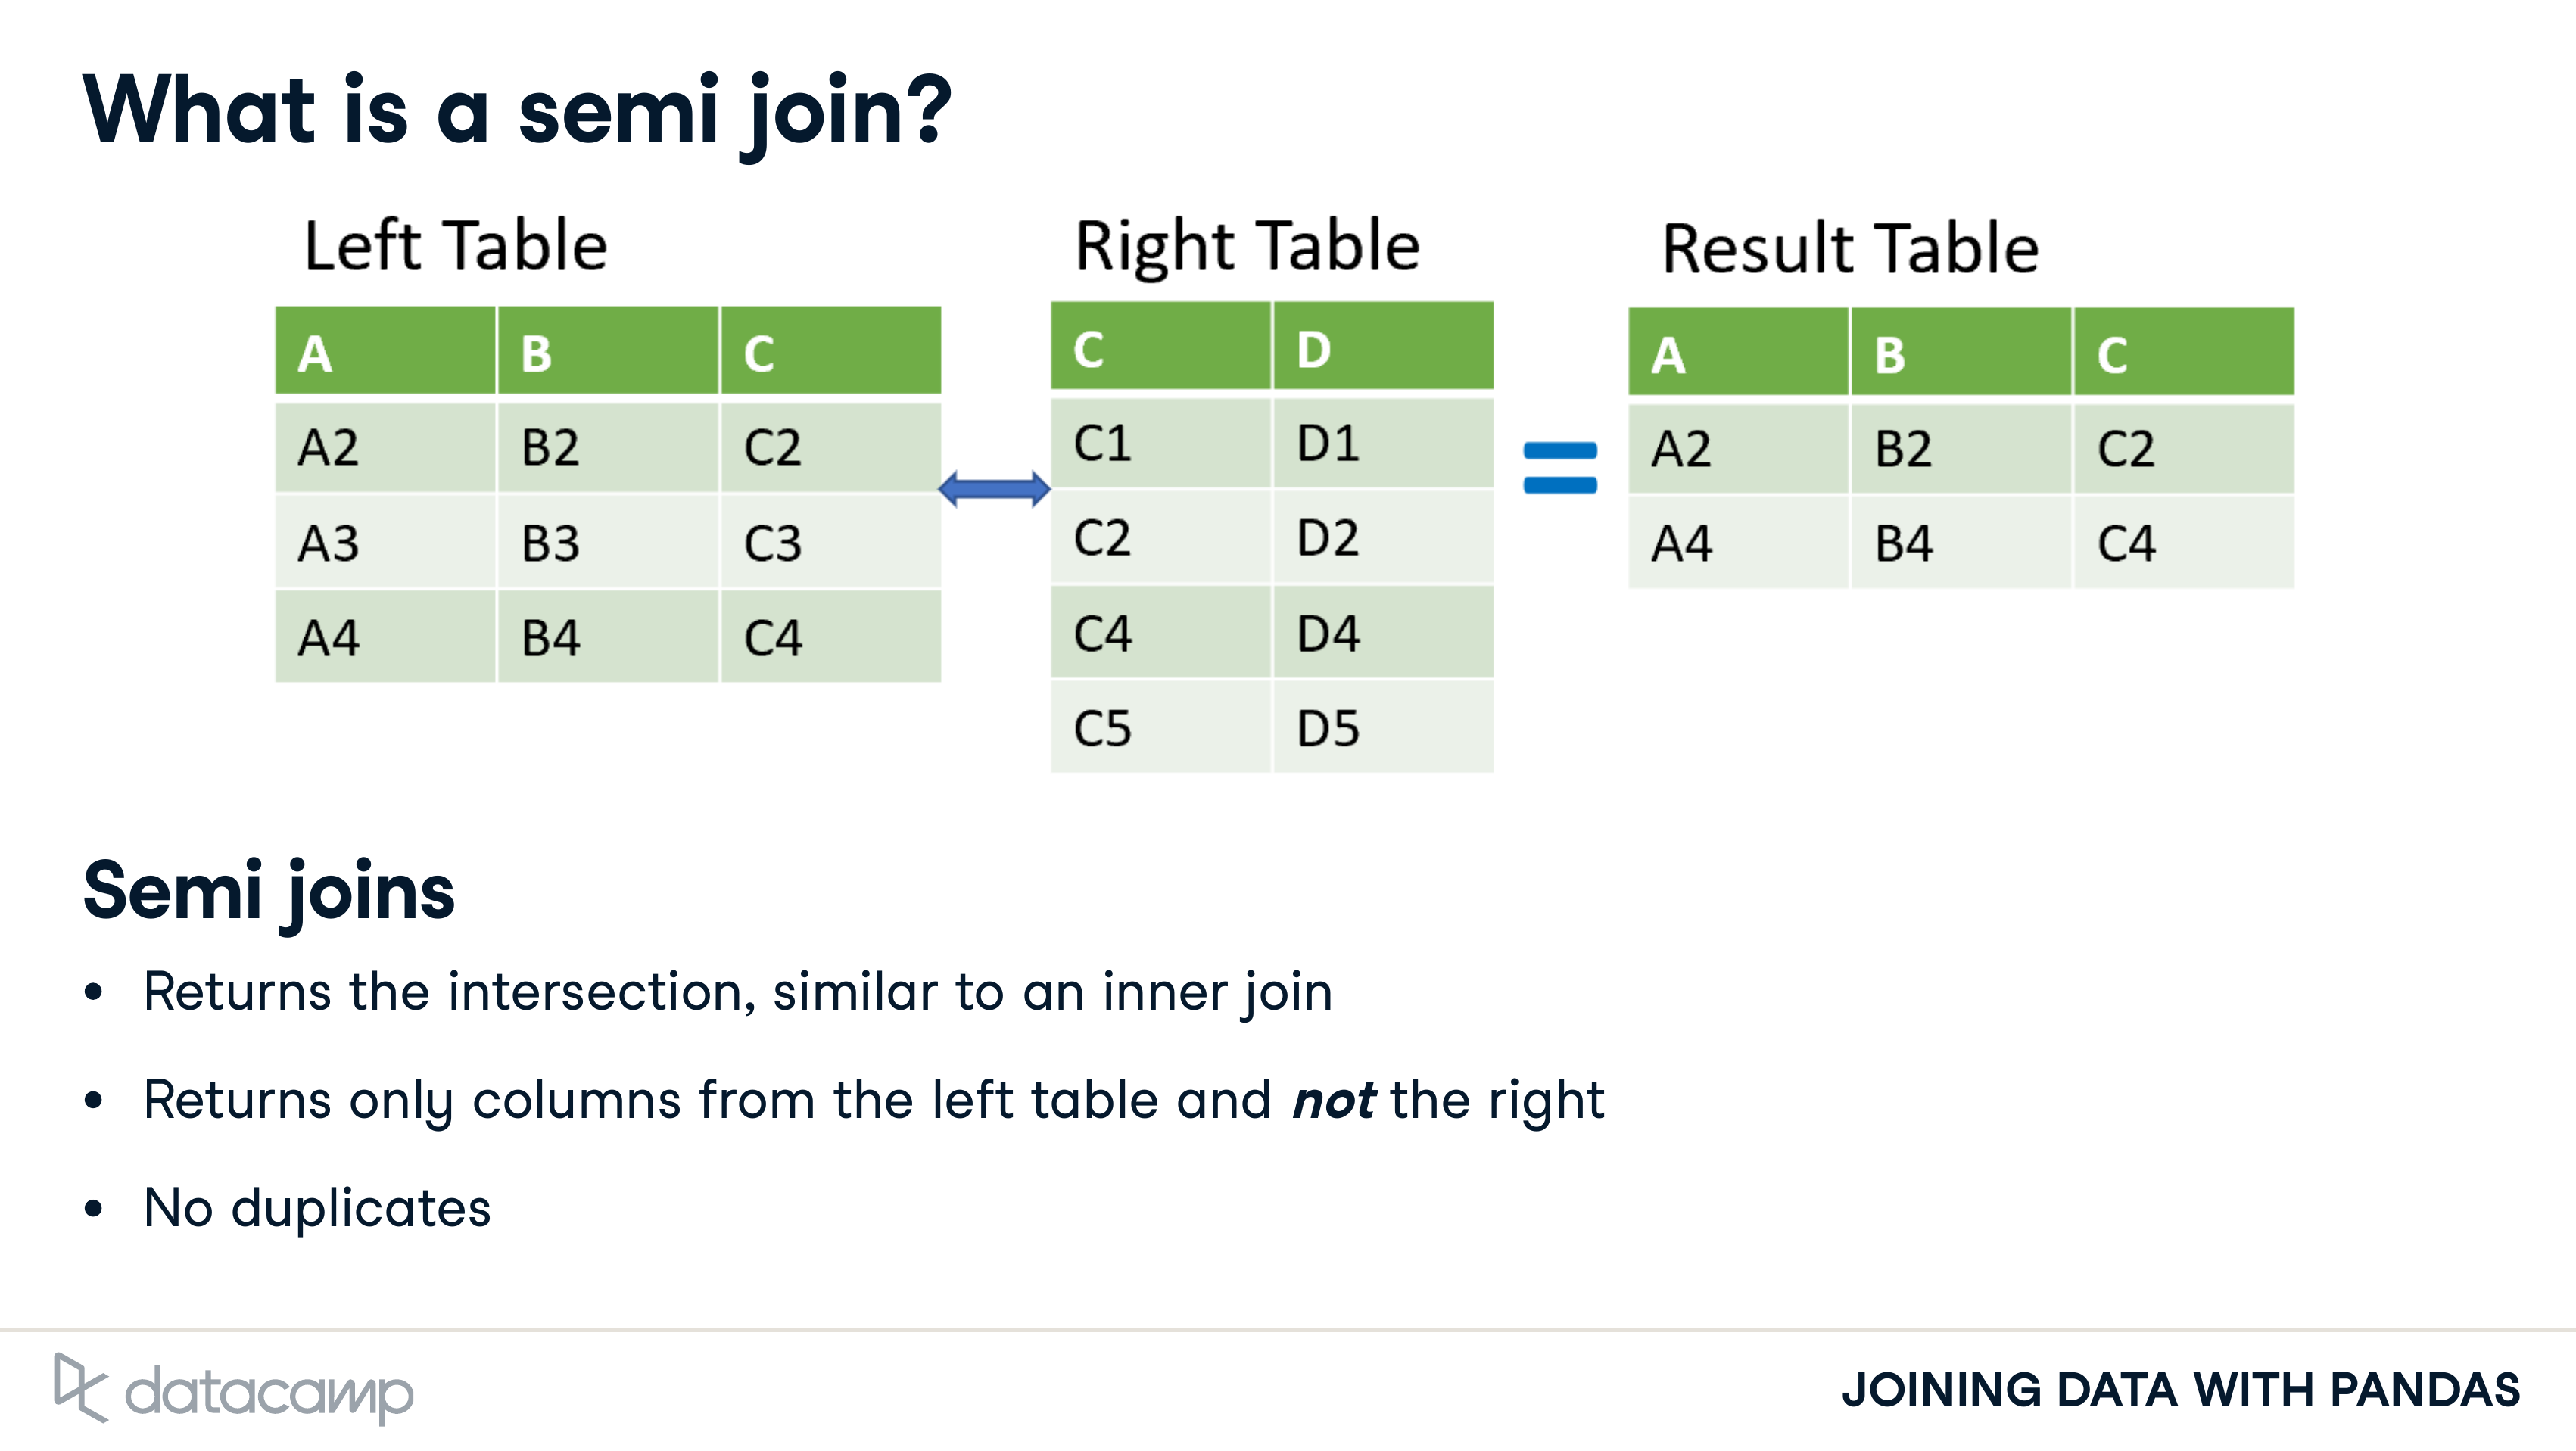 What is a semi join?
Left Table
A B C
A2 B2 C2
A3 B3 C3
A4 B4 C4
Right Table
C D
C1 D1
C2 D2
C4 D4
C5 D5
Result Table
A B C
A2 B2 C2
A4 B4 C4
Semi joins
• Returns the intersection, similar to an inner join
• Returns only columns from the left table and not the right
• No duplicates
datacamp
JOINING DATA WITH PANDAS